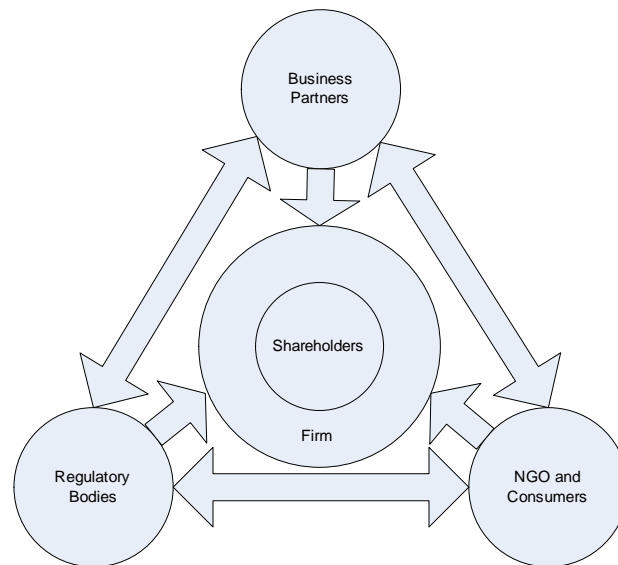 Business
Partners
Shareholders
Firm
Regulatory
Bodies
NGO and
Consumers